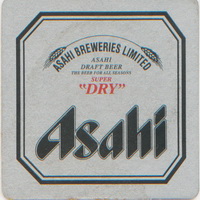 ASAHI BREWERIES LIMITED
ASAHI
DRAFT BEER
THE BEER FOR ALL SEASONS
SUPER
"DRY"
Asahi